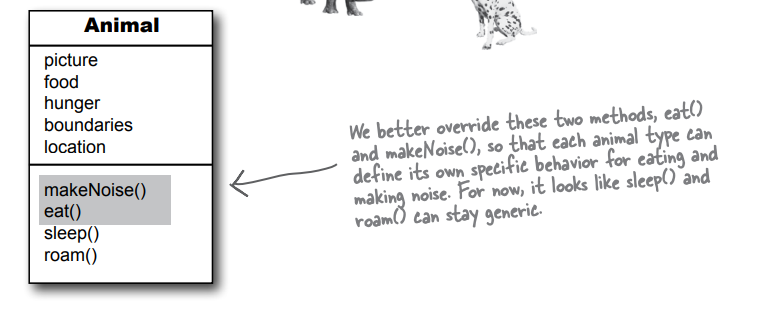 Animal
picture
food
hunger
boundaries
location
makeNoise()
eat()
sleep()
roam()
We better override these two methods, eat()
and makeNoise(), so that each animal type can
define its own specific behavior for eating and
making noise. For now, it looks like sleep() and
roam() can stay generic.